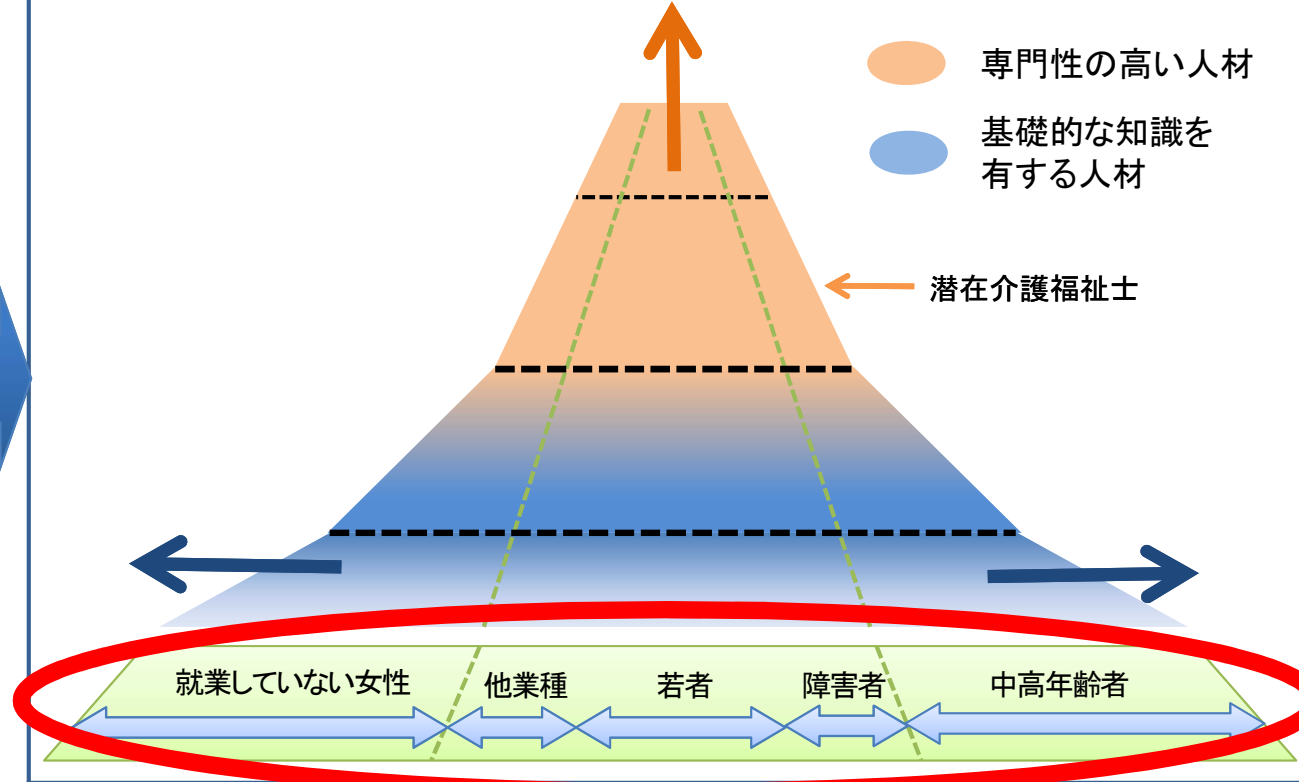 専門性の高い人材
基礎的な知識を
有する人材
潜在介護福祉士
就業していない女性
他業種
若者
障害者
中高年齢者